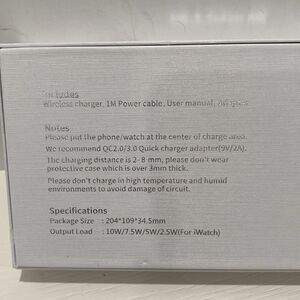 Includes
Wireless charger, 1M Power cable, User manual,
Notes
Please put the phone/watch at the center of charge area.
We recommend QC2.0/3.0 Quick charger adapter(9V/2A).
The charging distance is 2-8 mm, please don't wear
protective case which is over 3mm thick.
Please don't charge in high temperature and humid
environments to avoid damage of circuit.
Specifications
Package Size : 204*109*34.5mm
Output Load : 10W/7.5W/5W/2.5W(For iWatch)